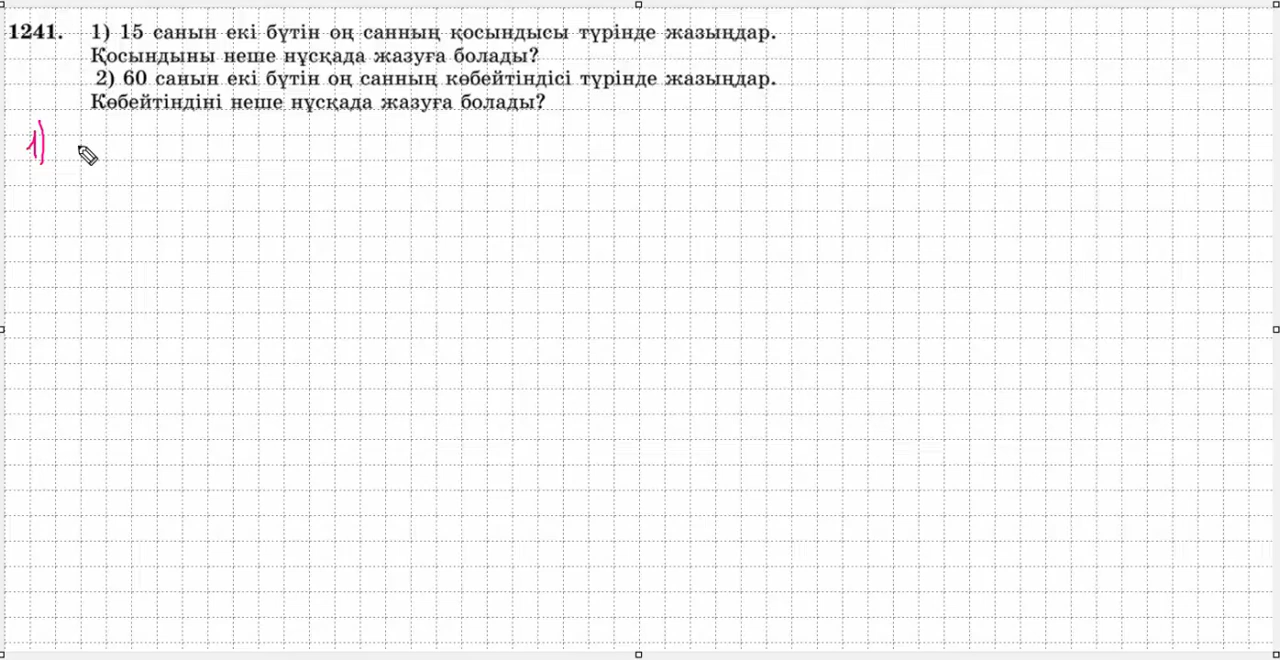 1241. 1) 15 санын екі бүтін оң санның қосындысы түрінде жазыңдар.
Қосындыны неше нұсқада жазуға болады?
2) 60 санын екі бүтін оң санның көбейтіндісі түрінде жазыңдар.
Көбейтіндіні неше нұсқада жазуға болады?
1)